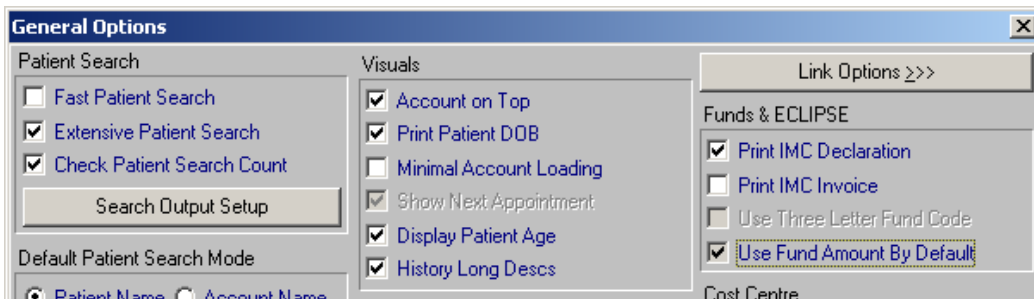 General Options
Patient Search
Fast Patient Search
Extensive Patient Search
Check Patient Search Count
Search Output Setup
Default Patient Search Mode
Patient Name Account Name
Visuals
Account on Top
Print Patient DOB
Minimal Account Loading
Show Next Appointment
Display Patient Age
History Long Descs
Link Options >>>
Funds & ECLIPSE
Print IMC Declaration
Print IMC Invoice
Use Three Letter Fund Code
Use Fund Amount By Default
Cost Centre